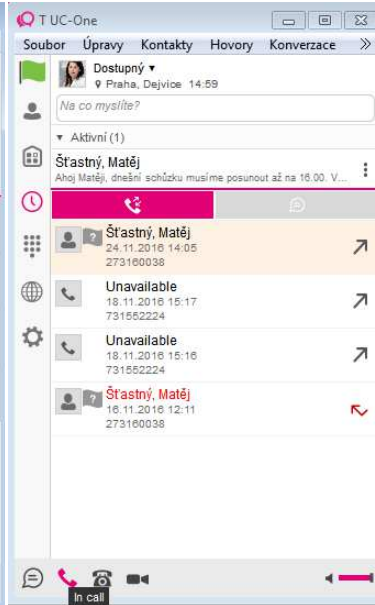 T UC-One
Soubor Úpravy Kontakty Hovory Konverzace »
Dostupný
Praha, Dejvice 14:59
Na co myslíte?
Aktivní (1)
Šťastný, Matěj
Ahoj Matěji, dnešní schůzku musíme posunout až na 16.00. V...
? Šťastný, Matěj
24.11.2016 14:05
273160038
Unavailable
18.11.2016 15:17
731552224
Unavailable
18.11.2016 15:16
731552224
? Šťastný, Matěj
16.11.2016 12:11
273160038
In call